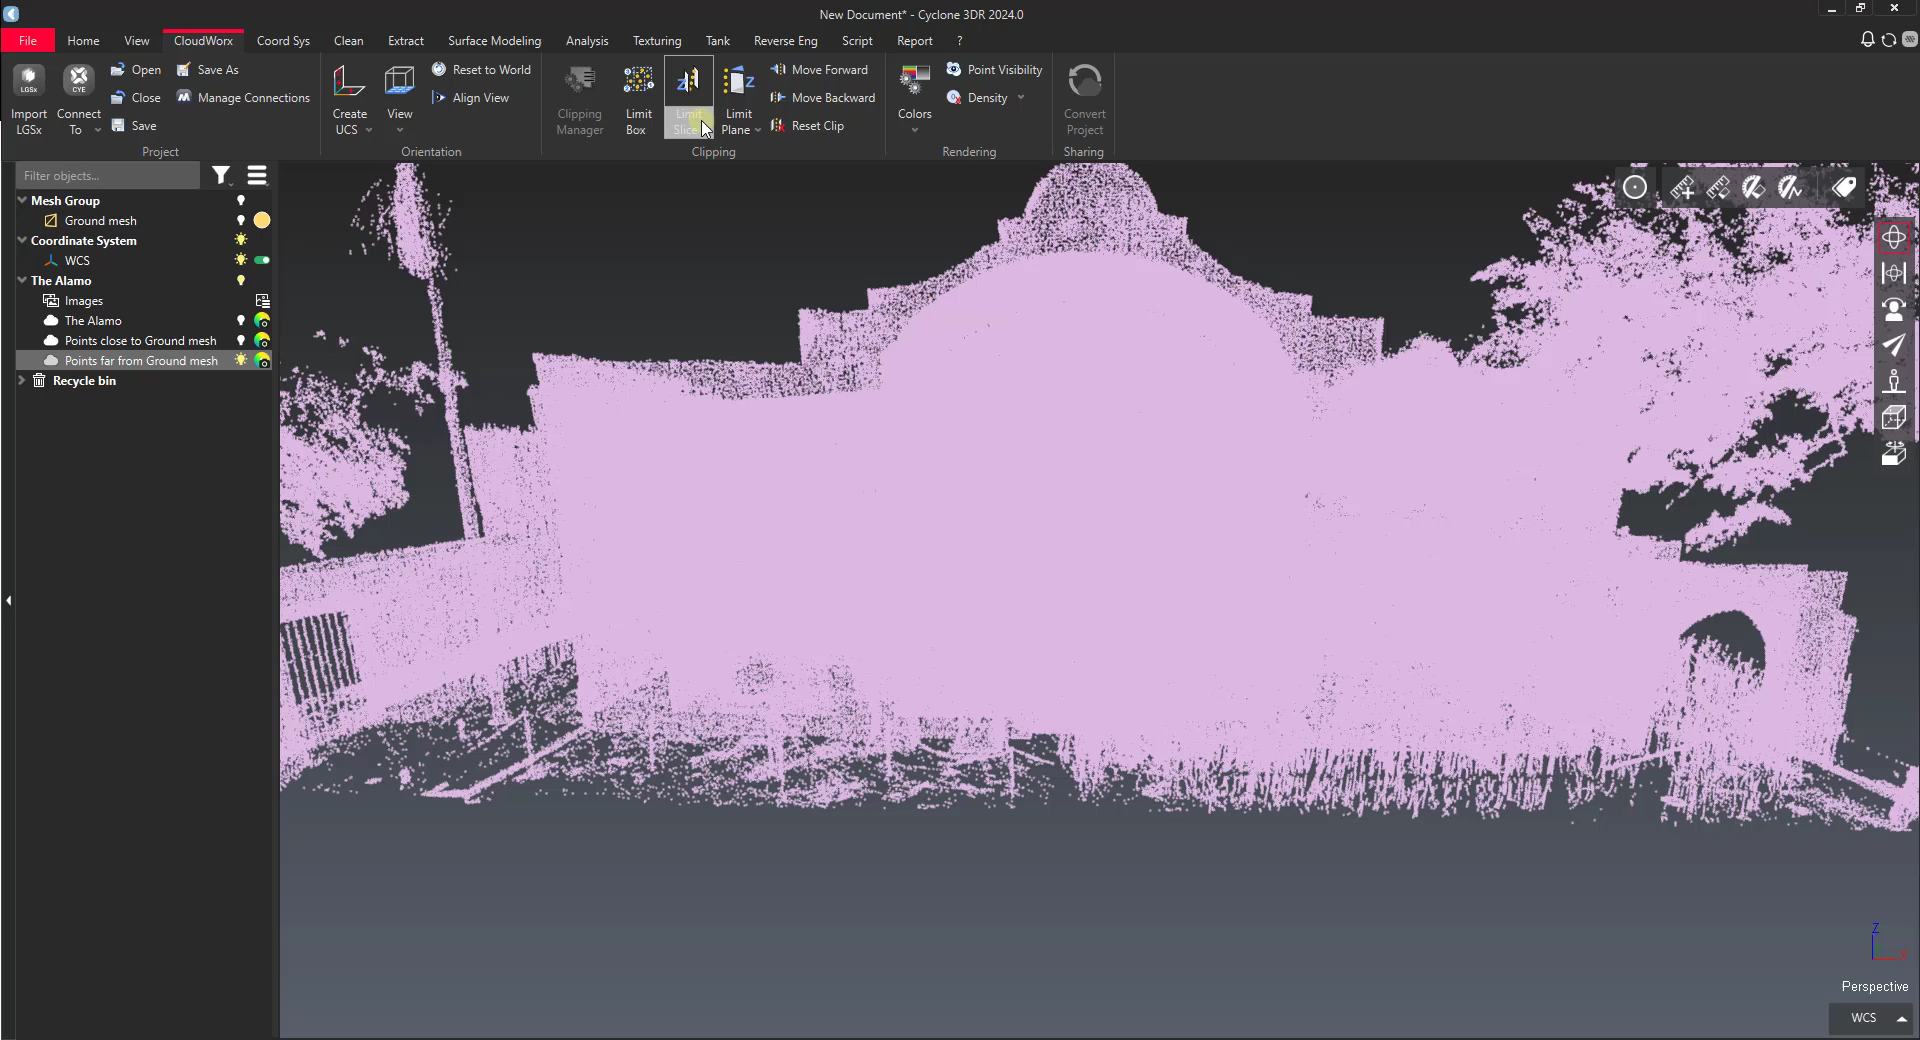 New Document* - Cyclone 3DR 2024.0
File Home View CloudWorx Coord Sys Clean Extract Surface Modeling Analysis Texturing Tank Reverse Eng Script Report ?
LGSx
Import
LGSx
CYE
Connect
To
Open
Close
Save
Save As
Manage Connections
Project
Create
UCS
View
Reset to World
Align View
Orientation
Clipping
Manager
Limit
Box
Limit
Slice
Limit
Plane
Move Forward
Move Backward
Reset Clip
Clipping
Colors
Point Visibility
Density
Rendering
Convert
Project
Sharing
Filter objects...
Mesh Group
Ground mesh
Coordinate System
WCS
The Alamo
Images
The Alamo
Points close to Ground mesh
Points far from Ground mesh
Recycle bin
Z
X
Perspective
WCS